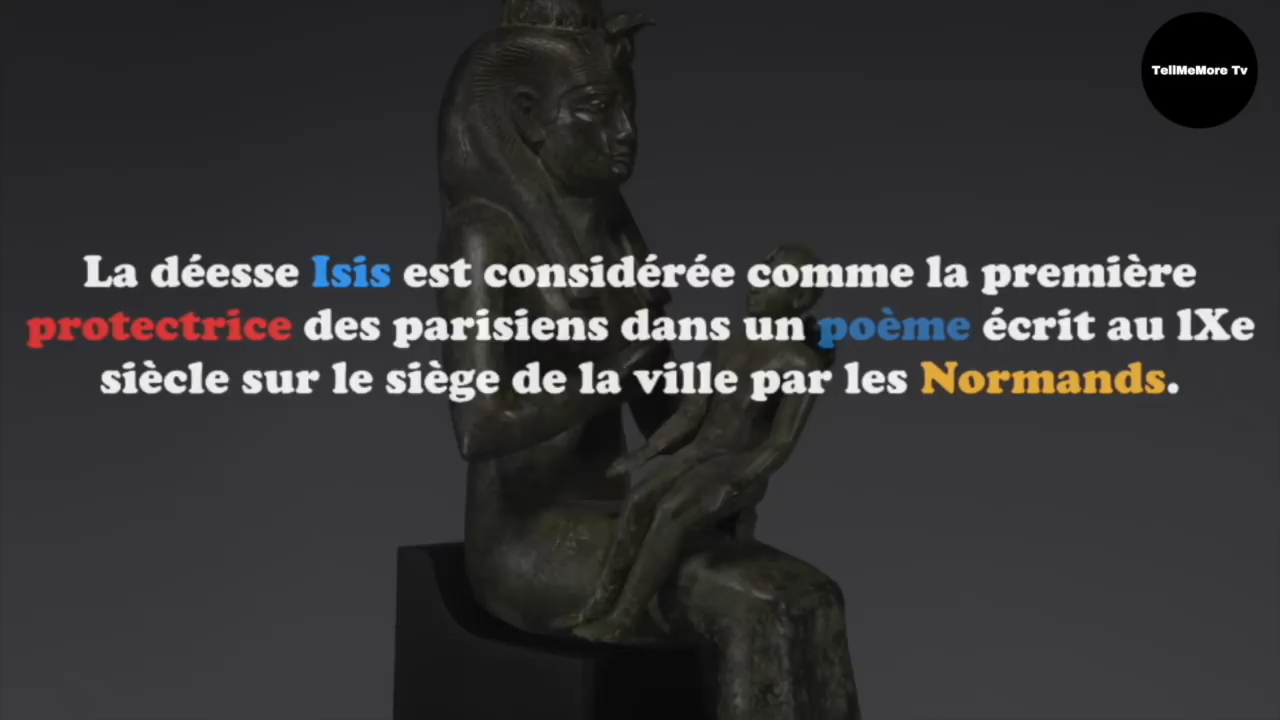 TellMeMore Tv
La déesse Isis est considérée comme la première
protectrice des parisiens dans un poème écrit au lXe
siècle sur le siège de la ville par les Normands.